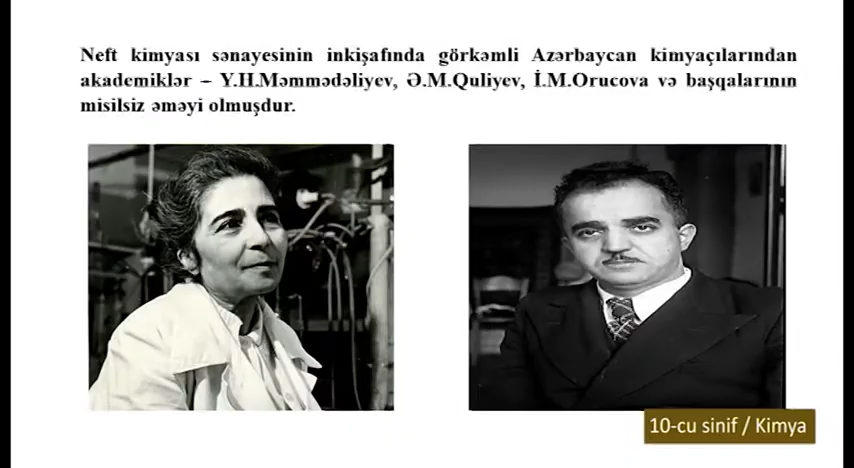 Neft kimyası sənayesinin inkişafında görkəmli Azərbaycan kimyaçılarından
akademiklər – Y.H.Məmmədəliyev, Ə.M.Quliyev, İ.M.Orucova və başqalarının
misilsiz əməyi olmuşdur.
10-cu sinif / Kimya